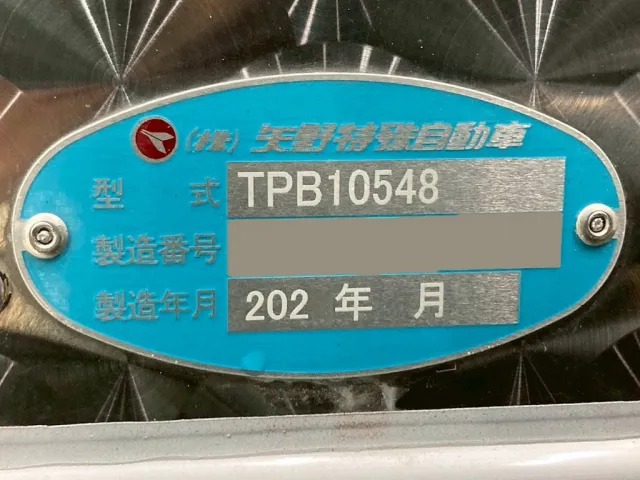 (株)矢野特殊自動車
型式 TPB10548
製造番号
製造年月 202 年 月